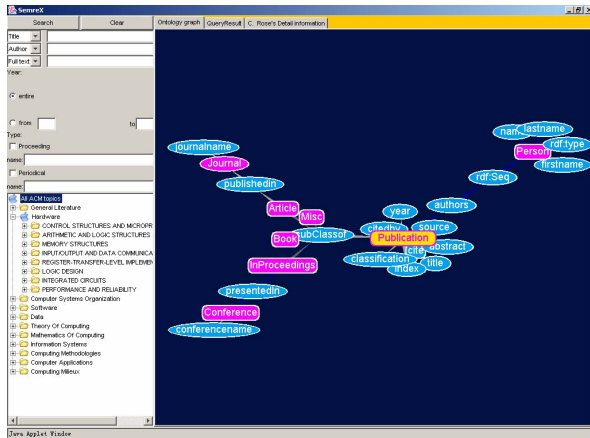 SemreX
Search Clear
Ontology graph QueryResult C.. Rose's Detail information
Title
Author
Full text
Year:
entire
from to
Type:
Proceeding
name:
Periodical
name:
All ACM topics
General Literature
Hardware
CONTROL STRUCTURES AND MICROPR
ARITHMETIC AND LOGIC STRUCTURES
MEMORY STRUCTURES
INPUT/OUTPUT AND DATA COMMUNICA
REGISTER-TRANSFER-LEVEL IMPLEMEN
LOGIC DESIGN
INTEGRATED CIRCUITS
PERFORMANCE AND RELIABILITY
Computer Systems Organization
Software
Data
Theory Of Computing
Mathematics Of Computing
Information Systems
Computing Methodologies
Computer Applications
Computing Milieux
journalname
Journal
publishedin
Article
Misc
Book
subClassof
InProceedings
presentedin
Conference
conferencename
year
citedby
source
Publication
abstract
cite
classification
title
index
authors
rdf:Seq
name
lastname
Person
rdf:type
firstname
Java Applet Window